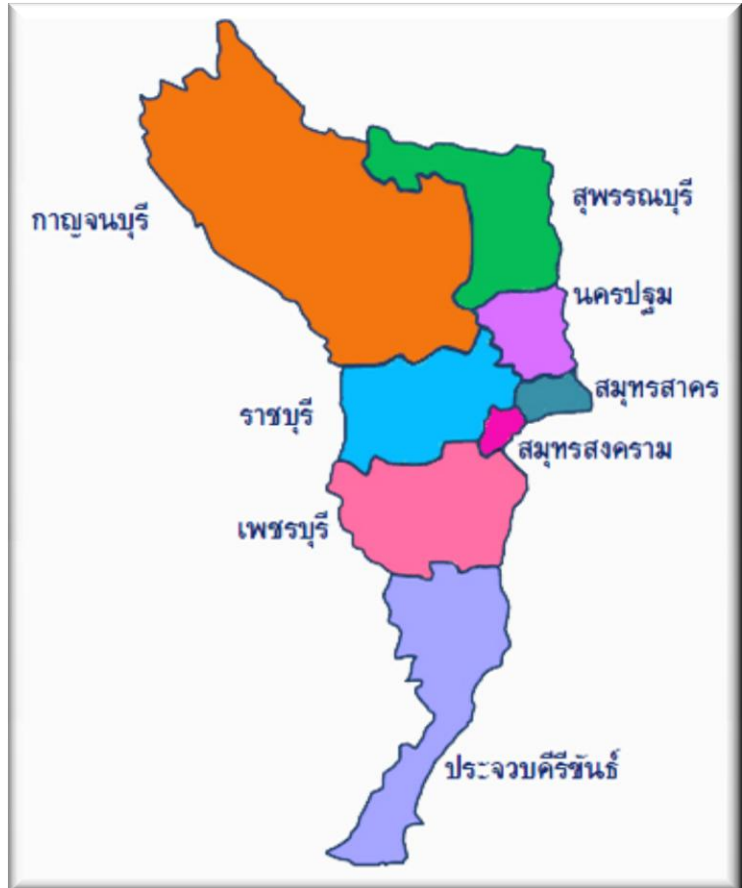 สุพรรณบุรี
กาญจนบุรี
นครปฐม
สมุทรสาคร
ราชบุรี
สมุทรสงคราม
เพชรบุรี
ประจวบคีรีขันธ์